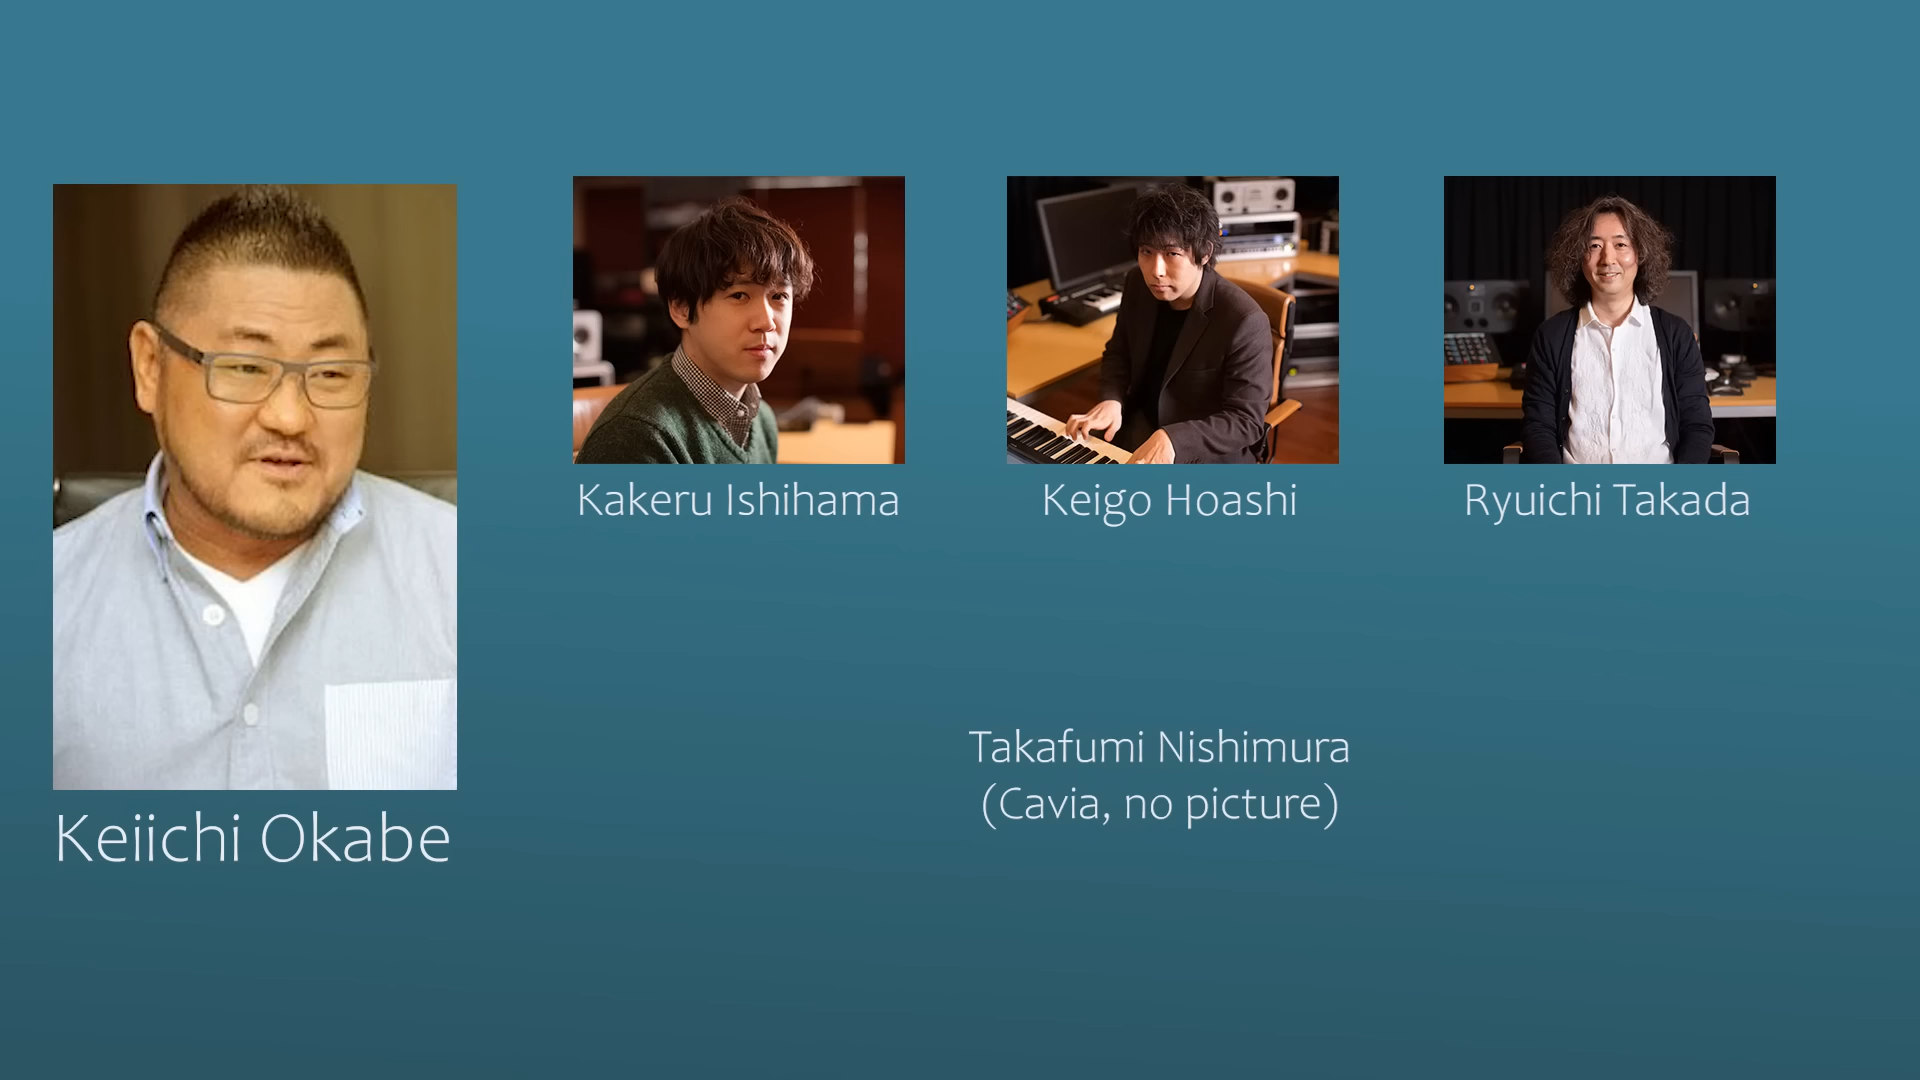 Kakeru Ishihama
Keigo Hoashi
Ryuichi Takada
Takafumi Nishimura
(Cavia, no picture)
Keiichi Okabe